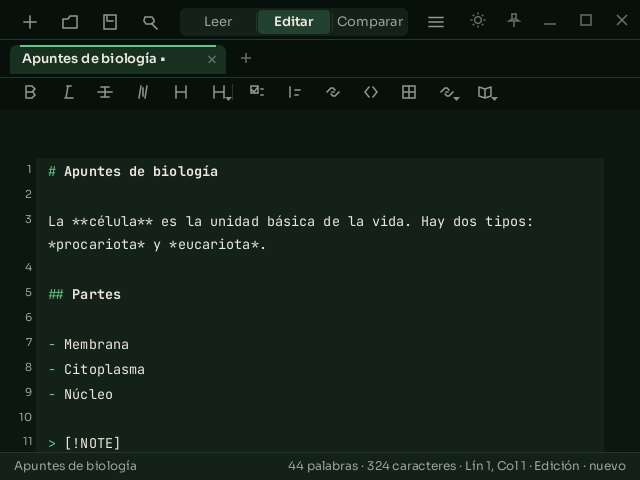 Leer Editar Comparar
Apuntes de biología
1 # Apuntes de biología
2
3 La **célula** es la unidad básica de la vida. Hay dos tipos:
*procariota* y *eucariota*.
4
5 ## Partes
6
7 - Membrana
8 - Citoplasma
9 - Núcleo
10
11 > [!NOTE]
Apuntes de biología 44 palabras · 324 caracteres · Lín 1, Col 1 · Edición · nuevo